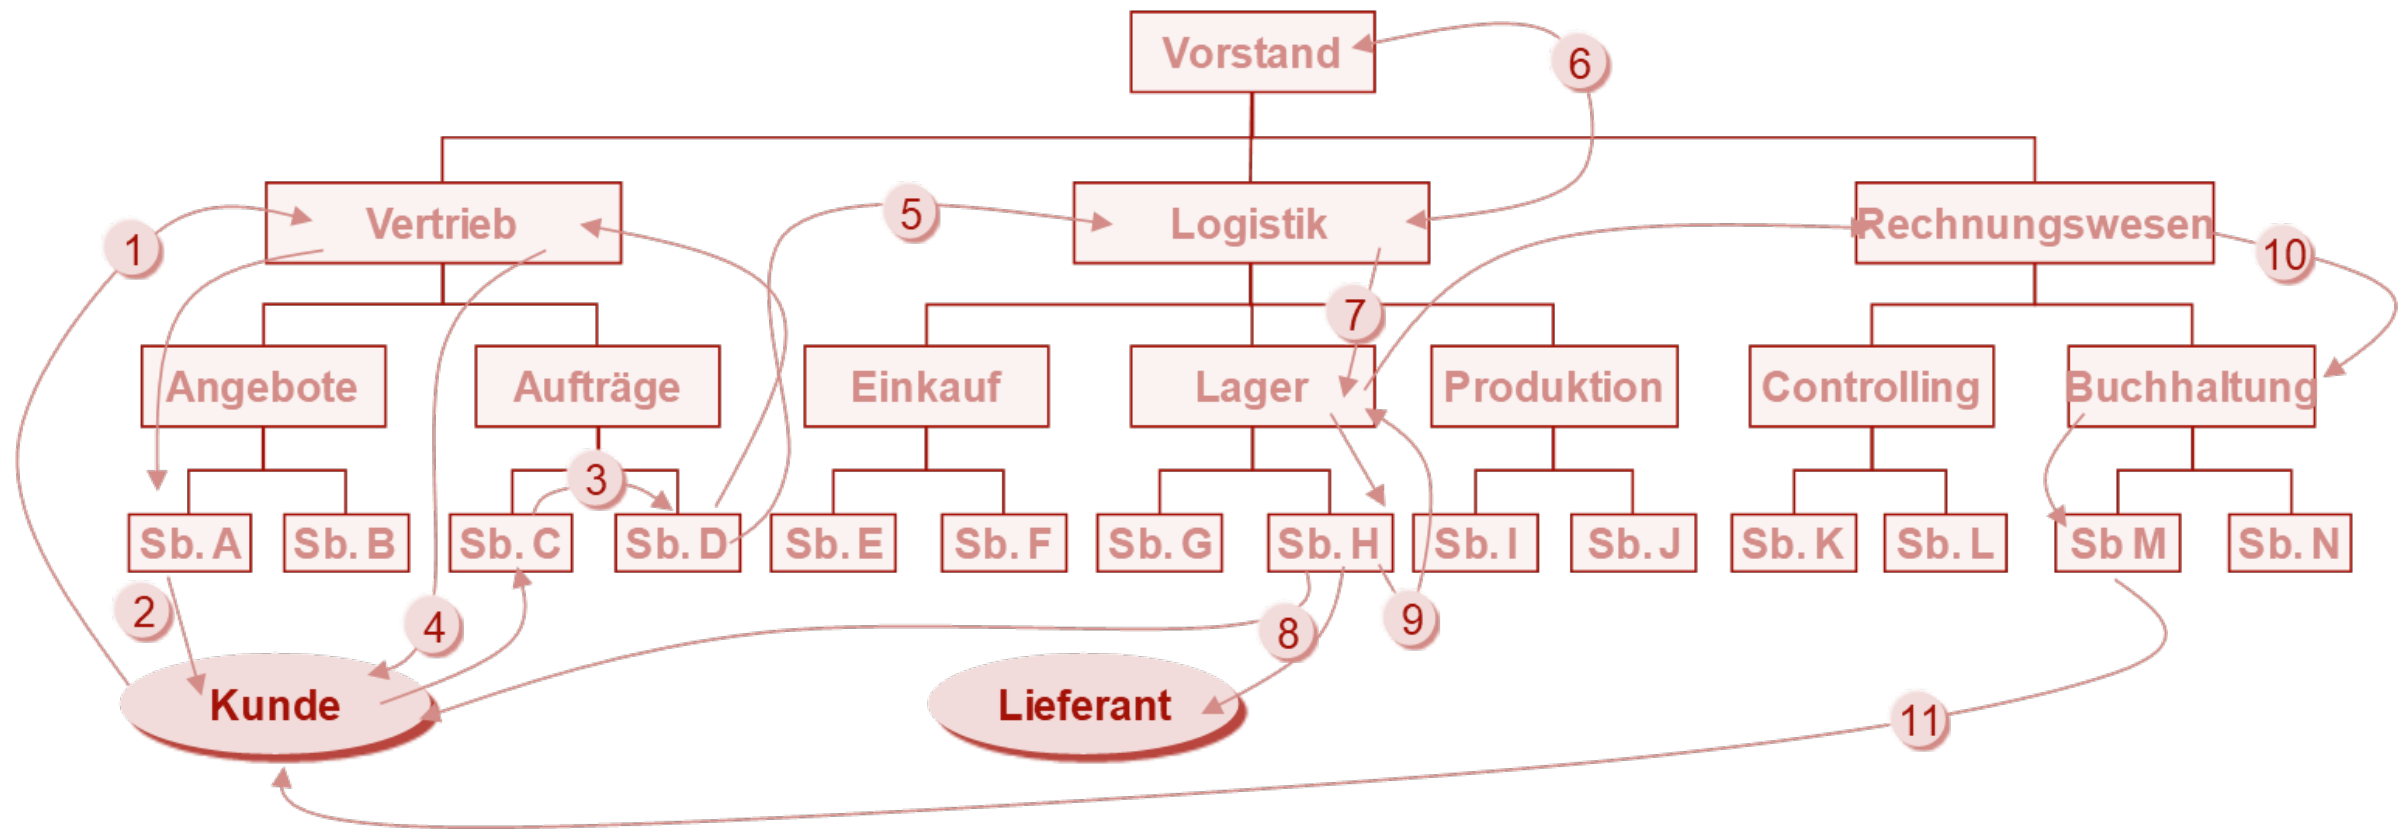 Vorstand
6
1
Vertrieb
5
Logistik
Rechnungswesen
10
7
Angebote
Aufträge
Einkauf
Lager
Produktion
Controlling
Buchhaltung
3
Sb. A
Sb. B
Sb. C
Sb. D
Sb. E
Sb. F
Sb. G
Sb. H
Sb. I
Sb. J
Sb. K
Sb. L
Sb M
Sb. N
2
4
8
9
Kunde
Lieferant
11